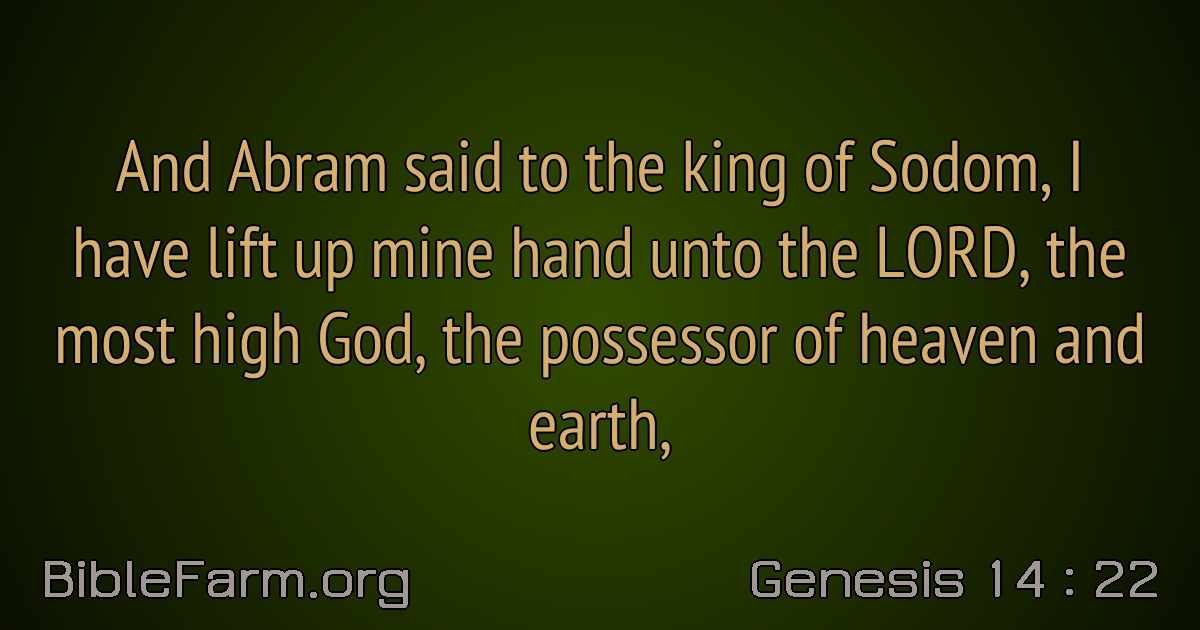 And Abram said to the king of Sodom, I
have lift up mine hand unto the LORD, the
most high God, the possessor of heaven and
earth,
BibleFarm.org
Genesis 14 : 22